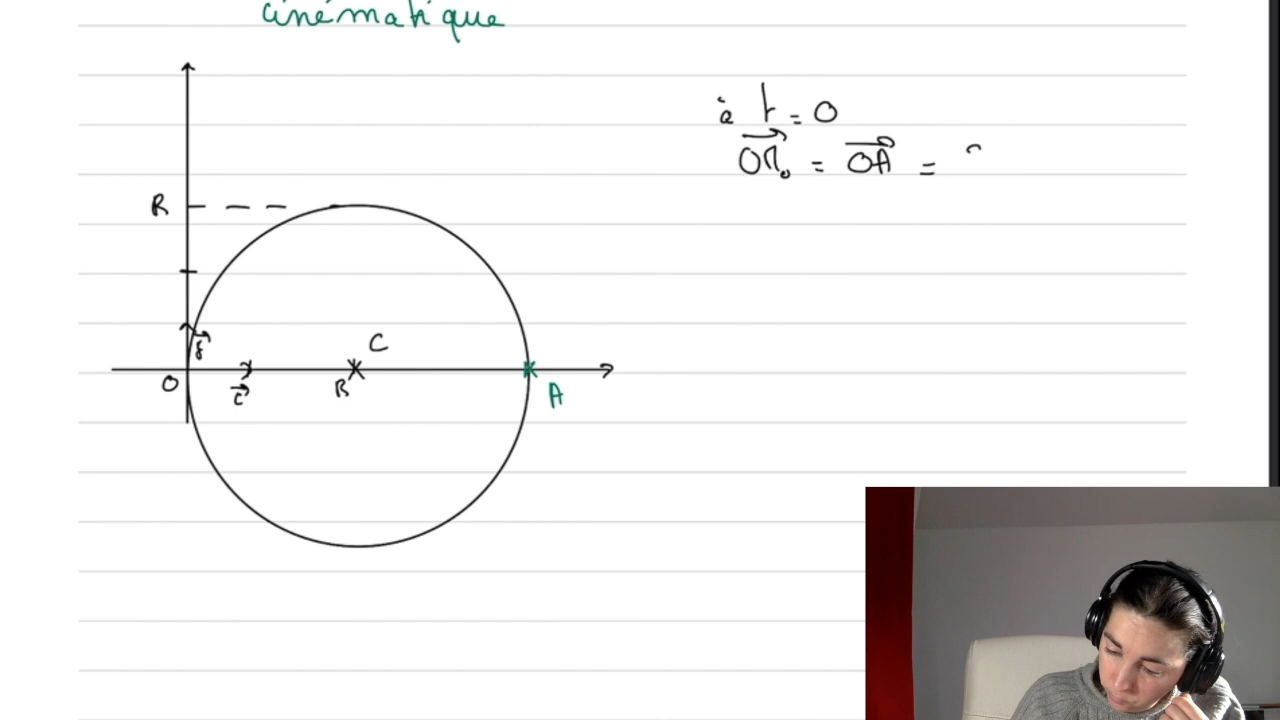 cinématique
à t = 0
OM₀ = OA =
R
j
C
O
i
R
A